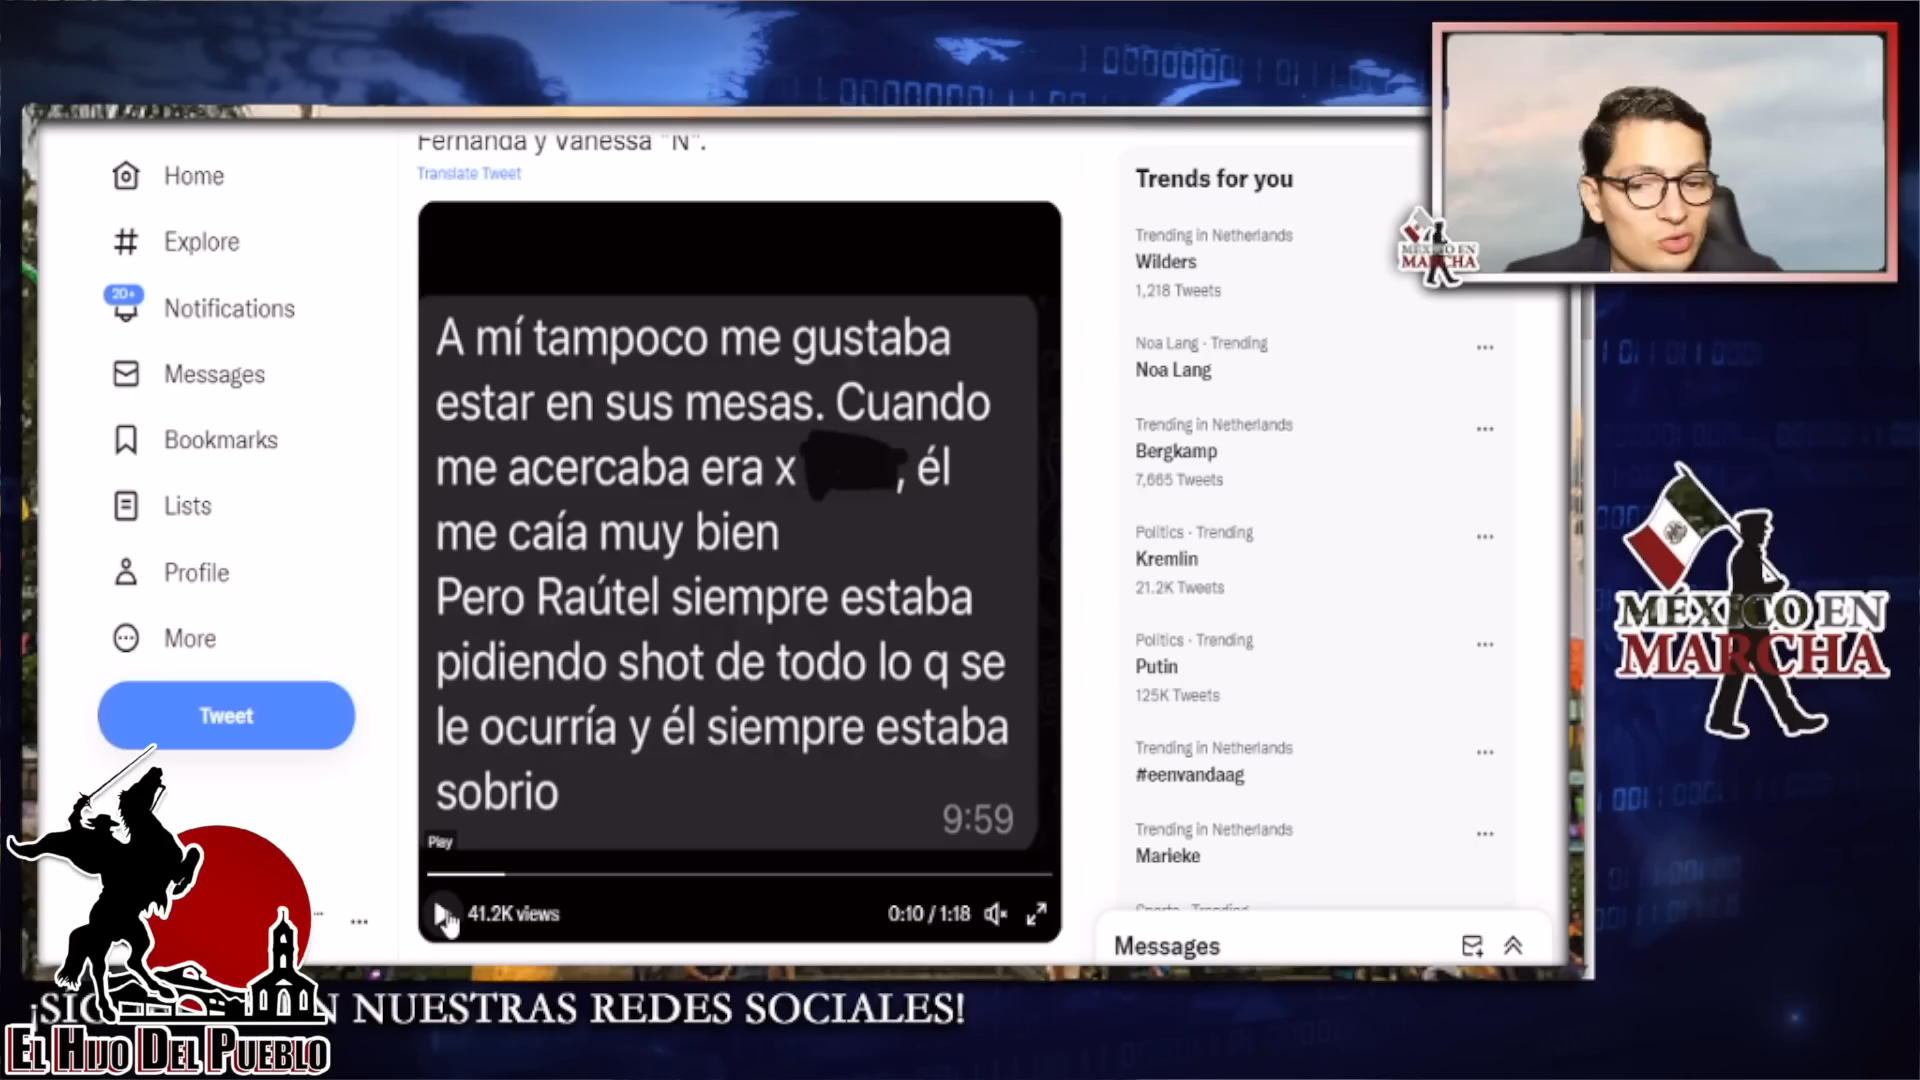 Fernanda y Vanessa "N".
Translate Tweet
Home
Explore
20+
Notifications
Messages
Bookmarks
Lists
Profile
More
Tweet
A mí tampoco me gustaba
estar en sus mesas. Cuando
me acercaba era x , él
me caía muy bien
Pero Raútel siempre estaba
pidiendo shot de todo lo q se
le ocurría y él siempre estaba
sobrio
9:59
Play
41.2K views
0:10 / 1:18
Trends for you
Trending in Netherlands
Wilders
1,218 Tweets
Noa Lang · Trending
Noa Lang
Trending in Netherlands
Bergkamp
7,665 Tweets
Politics · Trending
Kremlin
21.2K Tweets
Politics · Trending
Putin
125K Tweets
Trending in Netherlands
#eenvandaag
Trending in Netherlands
Marieke
Sports · Trending
Messages
MÉXICO EN
MARCHA
MÉXICO EN
MARCHA
N NUESTRAS REDES SOCIALES!
EL HIJO DEL PUEBLO